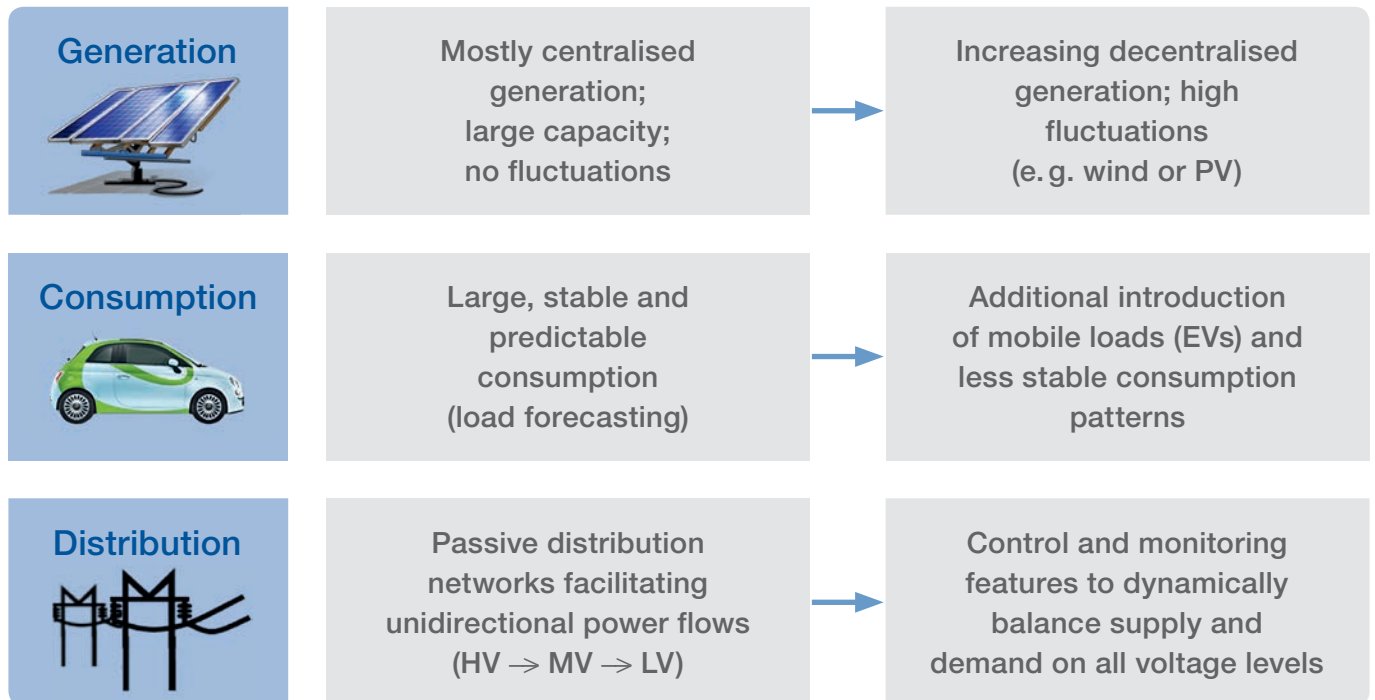 Generation
Mostly centralised
generation;
large capacity;
no fluctuations
Increasing decentralised
generation; high
fluctuations
(e. g. wind or PV)
Consumption
Large, stable and
predictable
consumption
(load forecasting)
Additional introduction
of mobile loads (EVs) and
less stable consumption
patterns
Distribution
Passive distribution
networks facilitating
unidirectional power flows
(HV → MV → LV)
Control and monitoring
features to dynamically
balance supply and
demand on all voltage levels